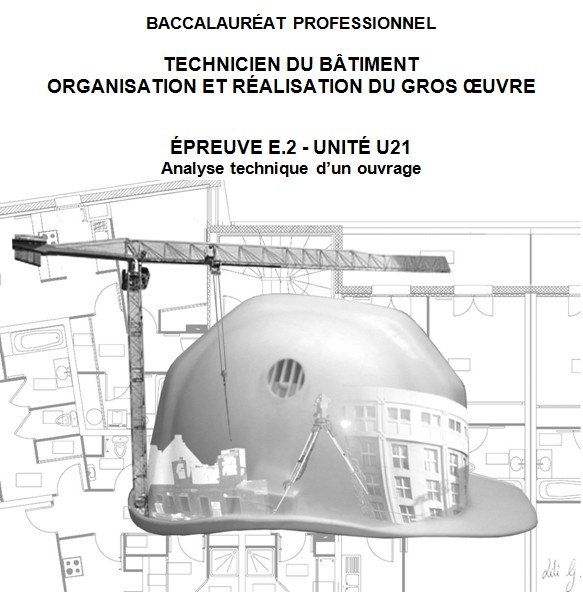 BACCALAURÉAT PROFESSIONNEL
TECHNICIEN DU BÂTIMENT
ORGANISATION ET RÉALISATION DU GROS ŒUVRE
ÉPREUVE E.2 - UNITÉ U21
Analyse technique d’un ouvrage
Lili G.